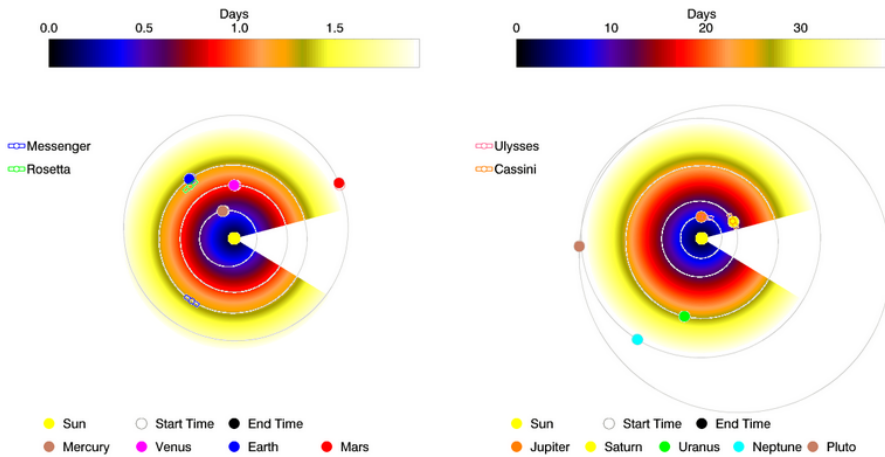 Days
0.0 0.5 1.0 1.5
Messenger
Rosetta
Sun Start Time End Time
Mercury Venus Earth Mars
Days
0 10 20 30
Ulysses
Cassini
Sun Start Time End Time
Jupiter Saturn Uranus Neptune Pluto